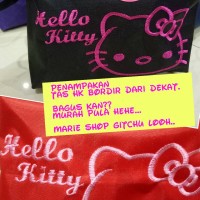 Hello
Kitty
PENAMPAKAN
TAS HK BORDIR DARI DEKAT.
BAGUS KAN??
MURAH PULA HEHE...
MARIE SHOP GITCHU LOOH..
Hello
Kitty